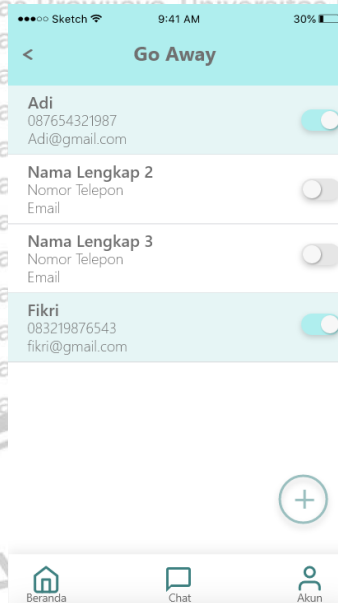 Sketch 9:41 AM 30%
< Go Away
Adi
087654321987
Adi@gmail.com
Nama Lengkap 2
Nomor Telepon
Email
Nama Lengkap 3
Nomor Telepon
Email
Fikri
083219876543
fikri@gmail.com
+
Beranda Chat Akun